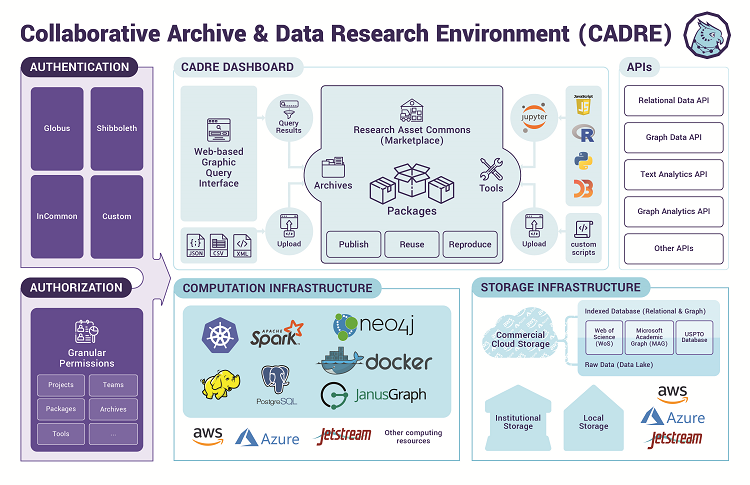 Collaborative Archive & Data Research Environment (CADRE)
AUTHENTICATION
Globus
Shibboleth
InCommon
Custom
AUTHORIZATION
Granular
Permissions
Projects
Teams
Packages
Archives
Tools
...
CADRE DASHBOARD
Web-based
Graphic
Query
Interface
{;}
JSON
CSV
</>
XML
Query
Results
</>
Upload
Research Asset Commons
(Marketplace)
Archives
Packages
Tools
Publish
Reuse
Reproduce
jupyter
</>
Upload
JavaScript
JS
R
D3
</>
custom
scripts
APIs
Relational Data API
Graph Data API
Text Analytics API
Graph Analytics API
Other APIs
COMPUTATION INFRASTRUCTURE
APACHE
Spark
neo4j
docker
PostgreSQL
JanusGraph
aws
Azure
Jetstream
Other computing
resources
STORAGE INFRASTRUCTURE
Commercial
Cloud Storage
Indexed Database (Relational & Graph)
Web of
Science
(WoS)
Microsoft
Academic
Graph (MAG)
USPTO
Database
Raw Data (Data Lake)
Institutional
Storage
Local
Storage
aws
Azure
Jetstream